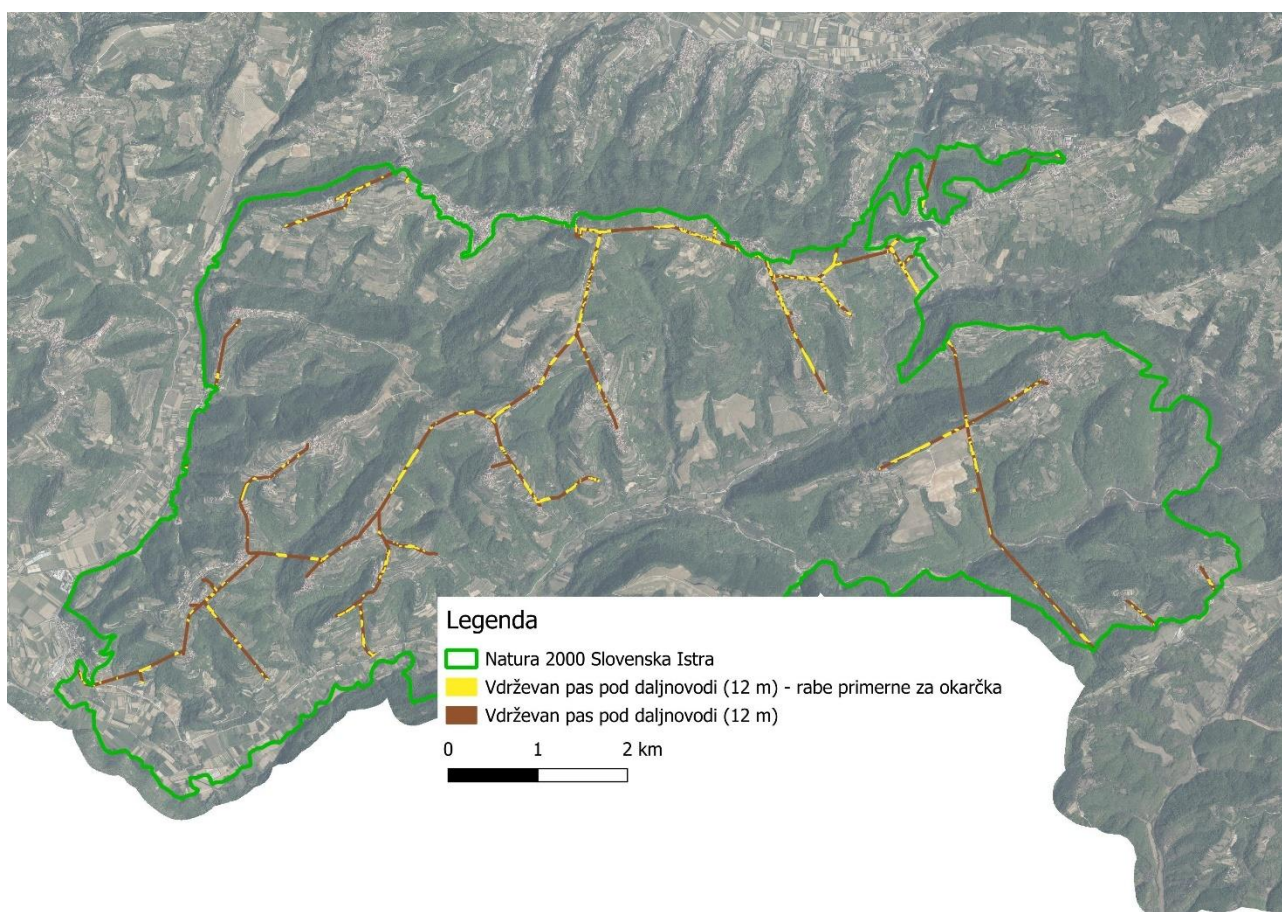 Legenda
Natura 2000 Slovenska Istra
Vdrževan pas pod daljnovodi (12 m) - rabe primerne za okarčka
Vdrževan pas pod daljnovodi (12 m)
0 1 2 km